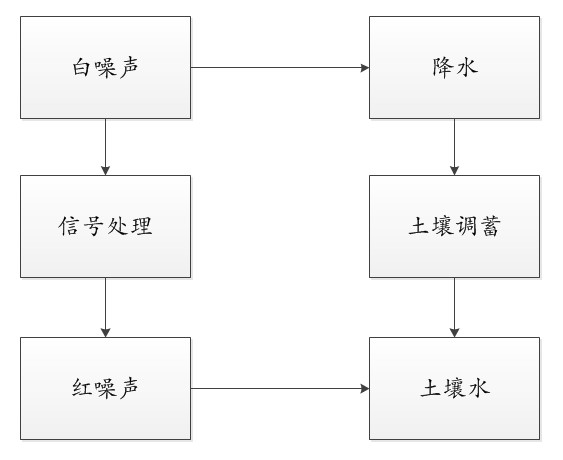 白噪声
降水
信号处理
土壤调蓄
红噪声
土壤水